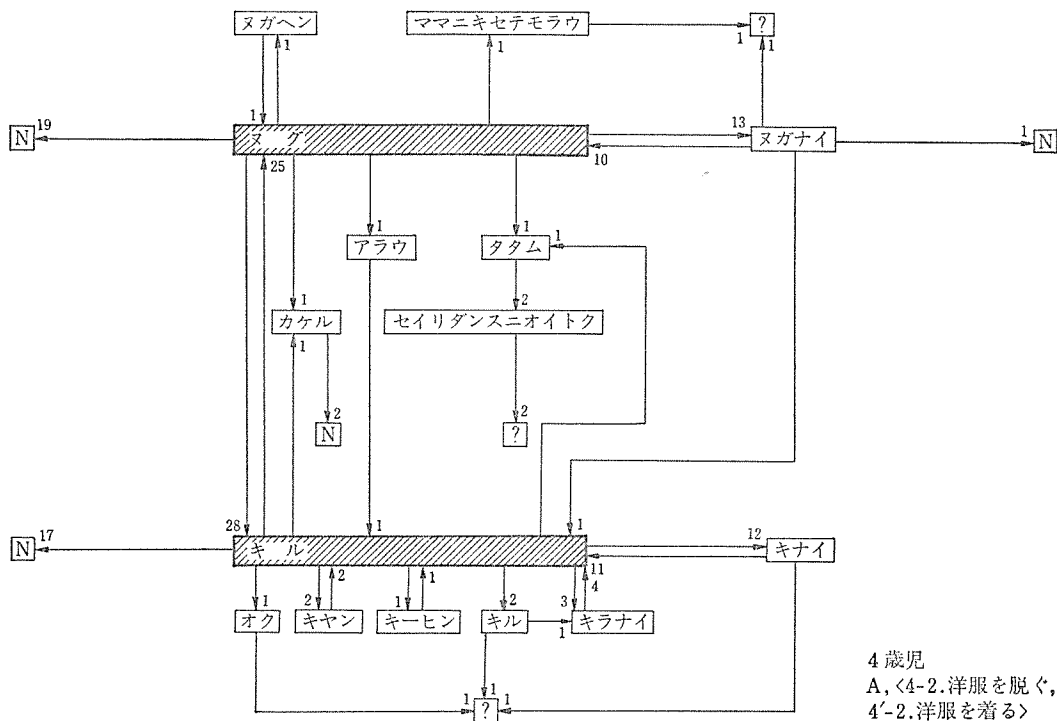 ヌガヘン
ママニキセテモラウ
?
1
1
1
1
1
N
19
ヌグ
13
ヌガナイ
1
N
25
10
1
アラウ
1
タタム
1
1
カケル
1
2
セイリダンスニオイトク
2
N
2
?
28
1
1
N
17
キル
12
キナイ
11
1
2
2
1
1
2
3
4
オク
キヤン
キーヒン
キル
1
キラナイ
1
1
?
1
4歳児
A,〈4-2.洋服を脱ぐ,
4′-2.洋服を着る〉